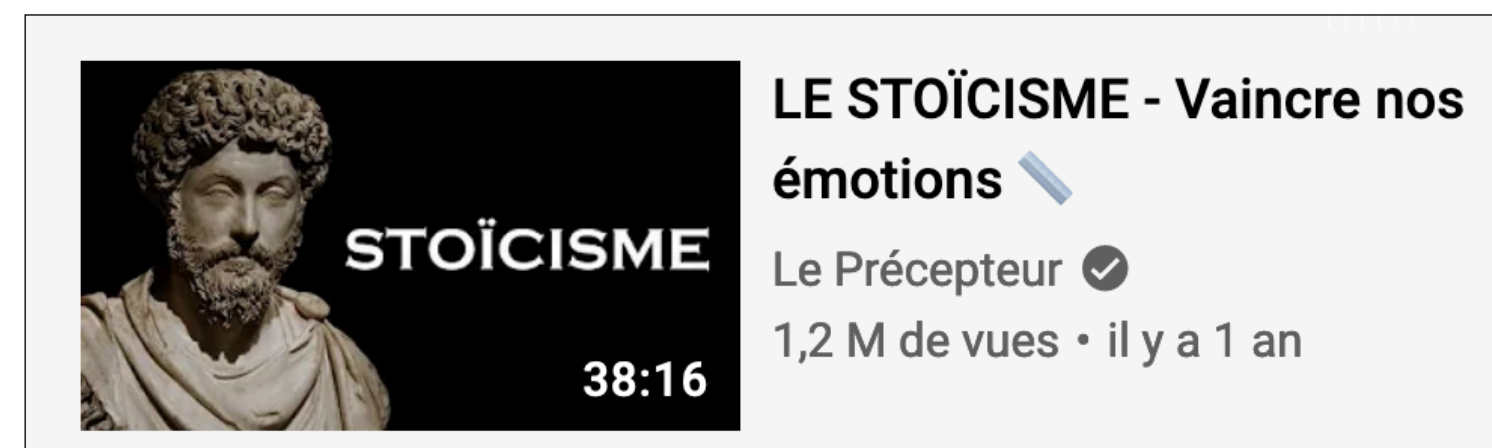 STOÏCISME
38:16
LE STOÏCISME - Vaincre nos
émotions 📏
Le Précepteur
1,2 M de vues • il y a 1 an